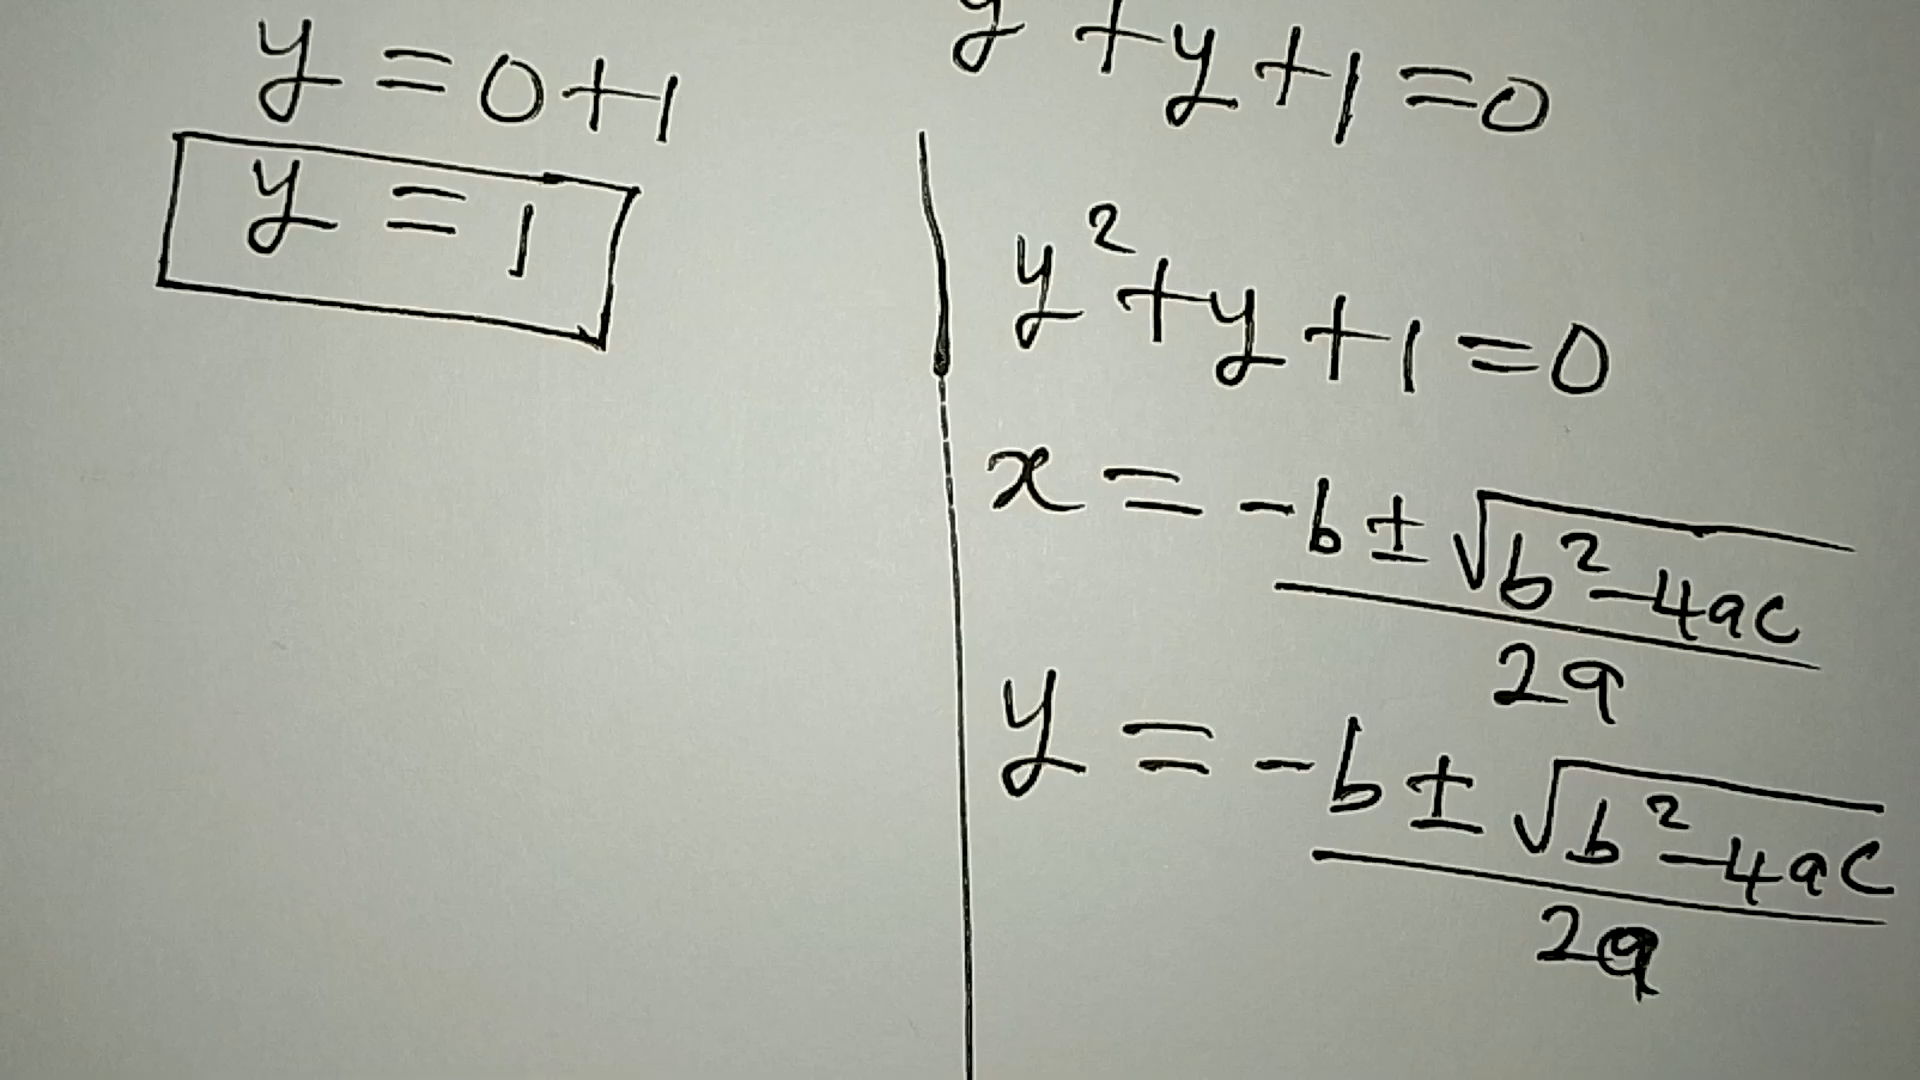 y = 0+1
y = 1
y +y+1=0
y²+y+1=0
x = -b±√b²-4ac
2a
y = -b±√b²-4ac
2a